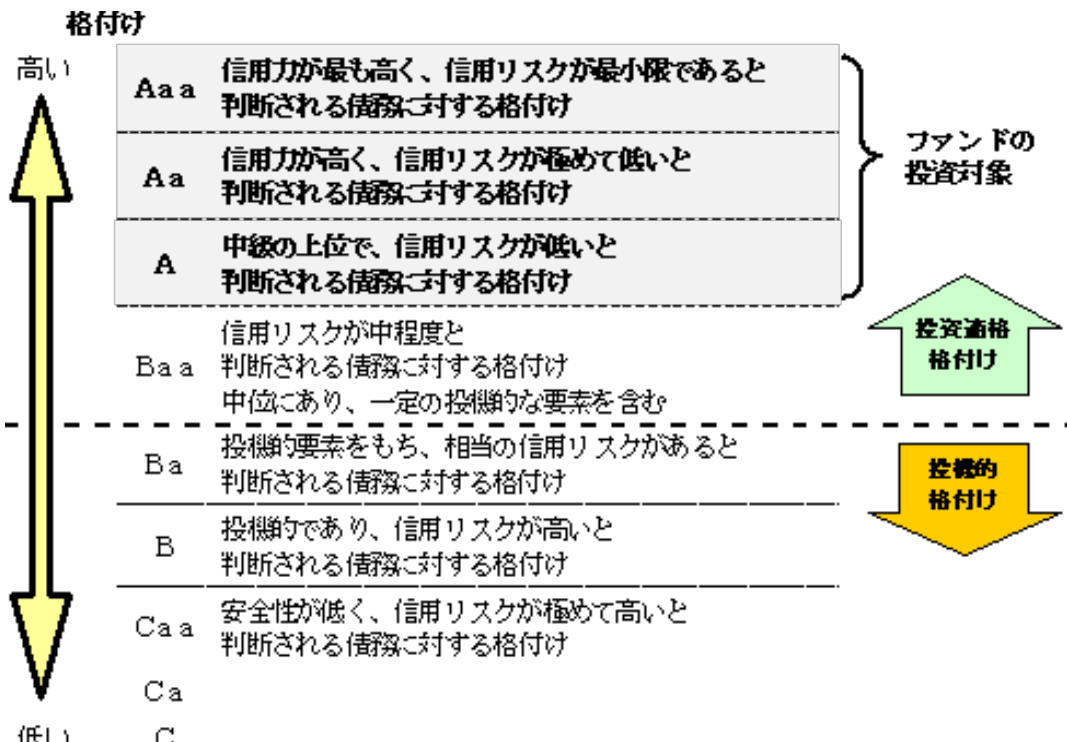 格付け
高い
Aaa
信用力が最も高く、信用リスクが最小限であると
判断される債務に対する格付け
Aa
信用力が高く、信用リスクが極めて低いと
判断される債務に対する格付け
A
中級の上位で、信用リスクが低いと
判断される債務に対する格付け
ファンドの
投資対象
Baa
信用リスクが中程度と
判断される債務に対する格付け
中位にあり、一定の投機的な要素を含む
投資適格
格付け
Ba
投機的要素をもち、相当の信用リスクがあると
判断される債務に対する格付け
投機的
格付け
B
投機的であり、信用リスクが高いと
判断される債務に対する格付け
Caa
安全性が低く、信用リスクが極めて高いと
判断される債務に対する格付け
Ca
低い
C